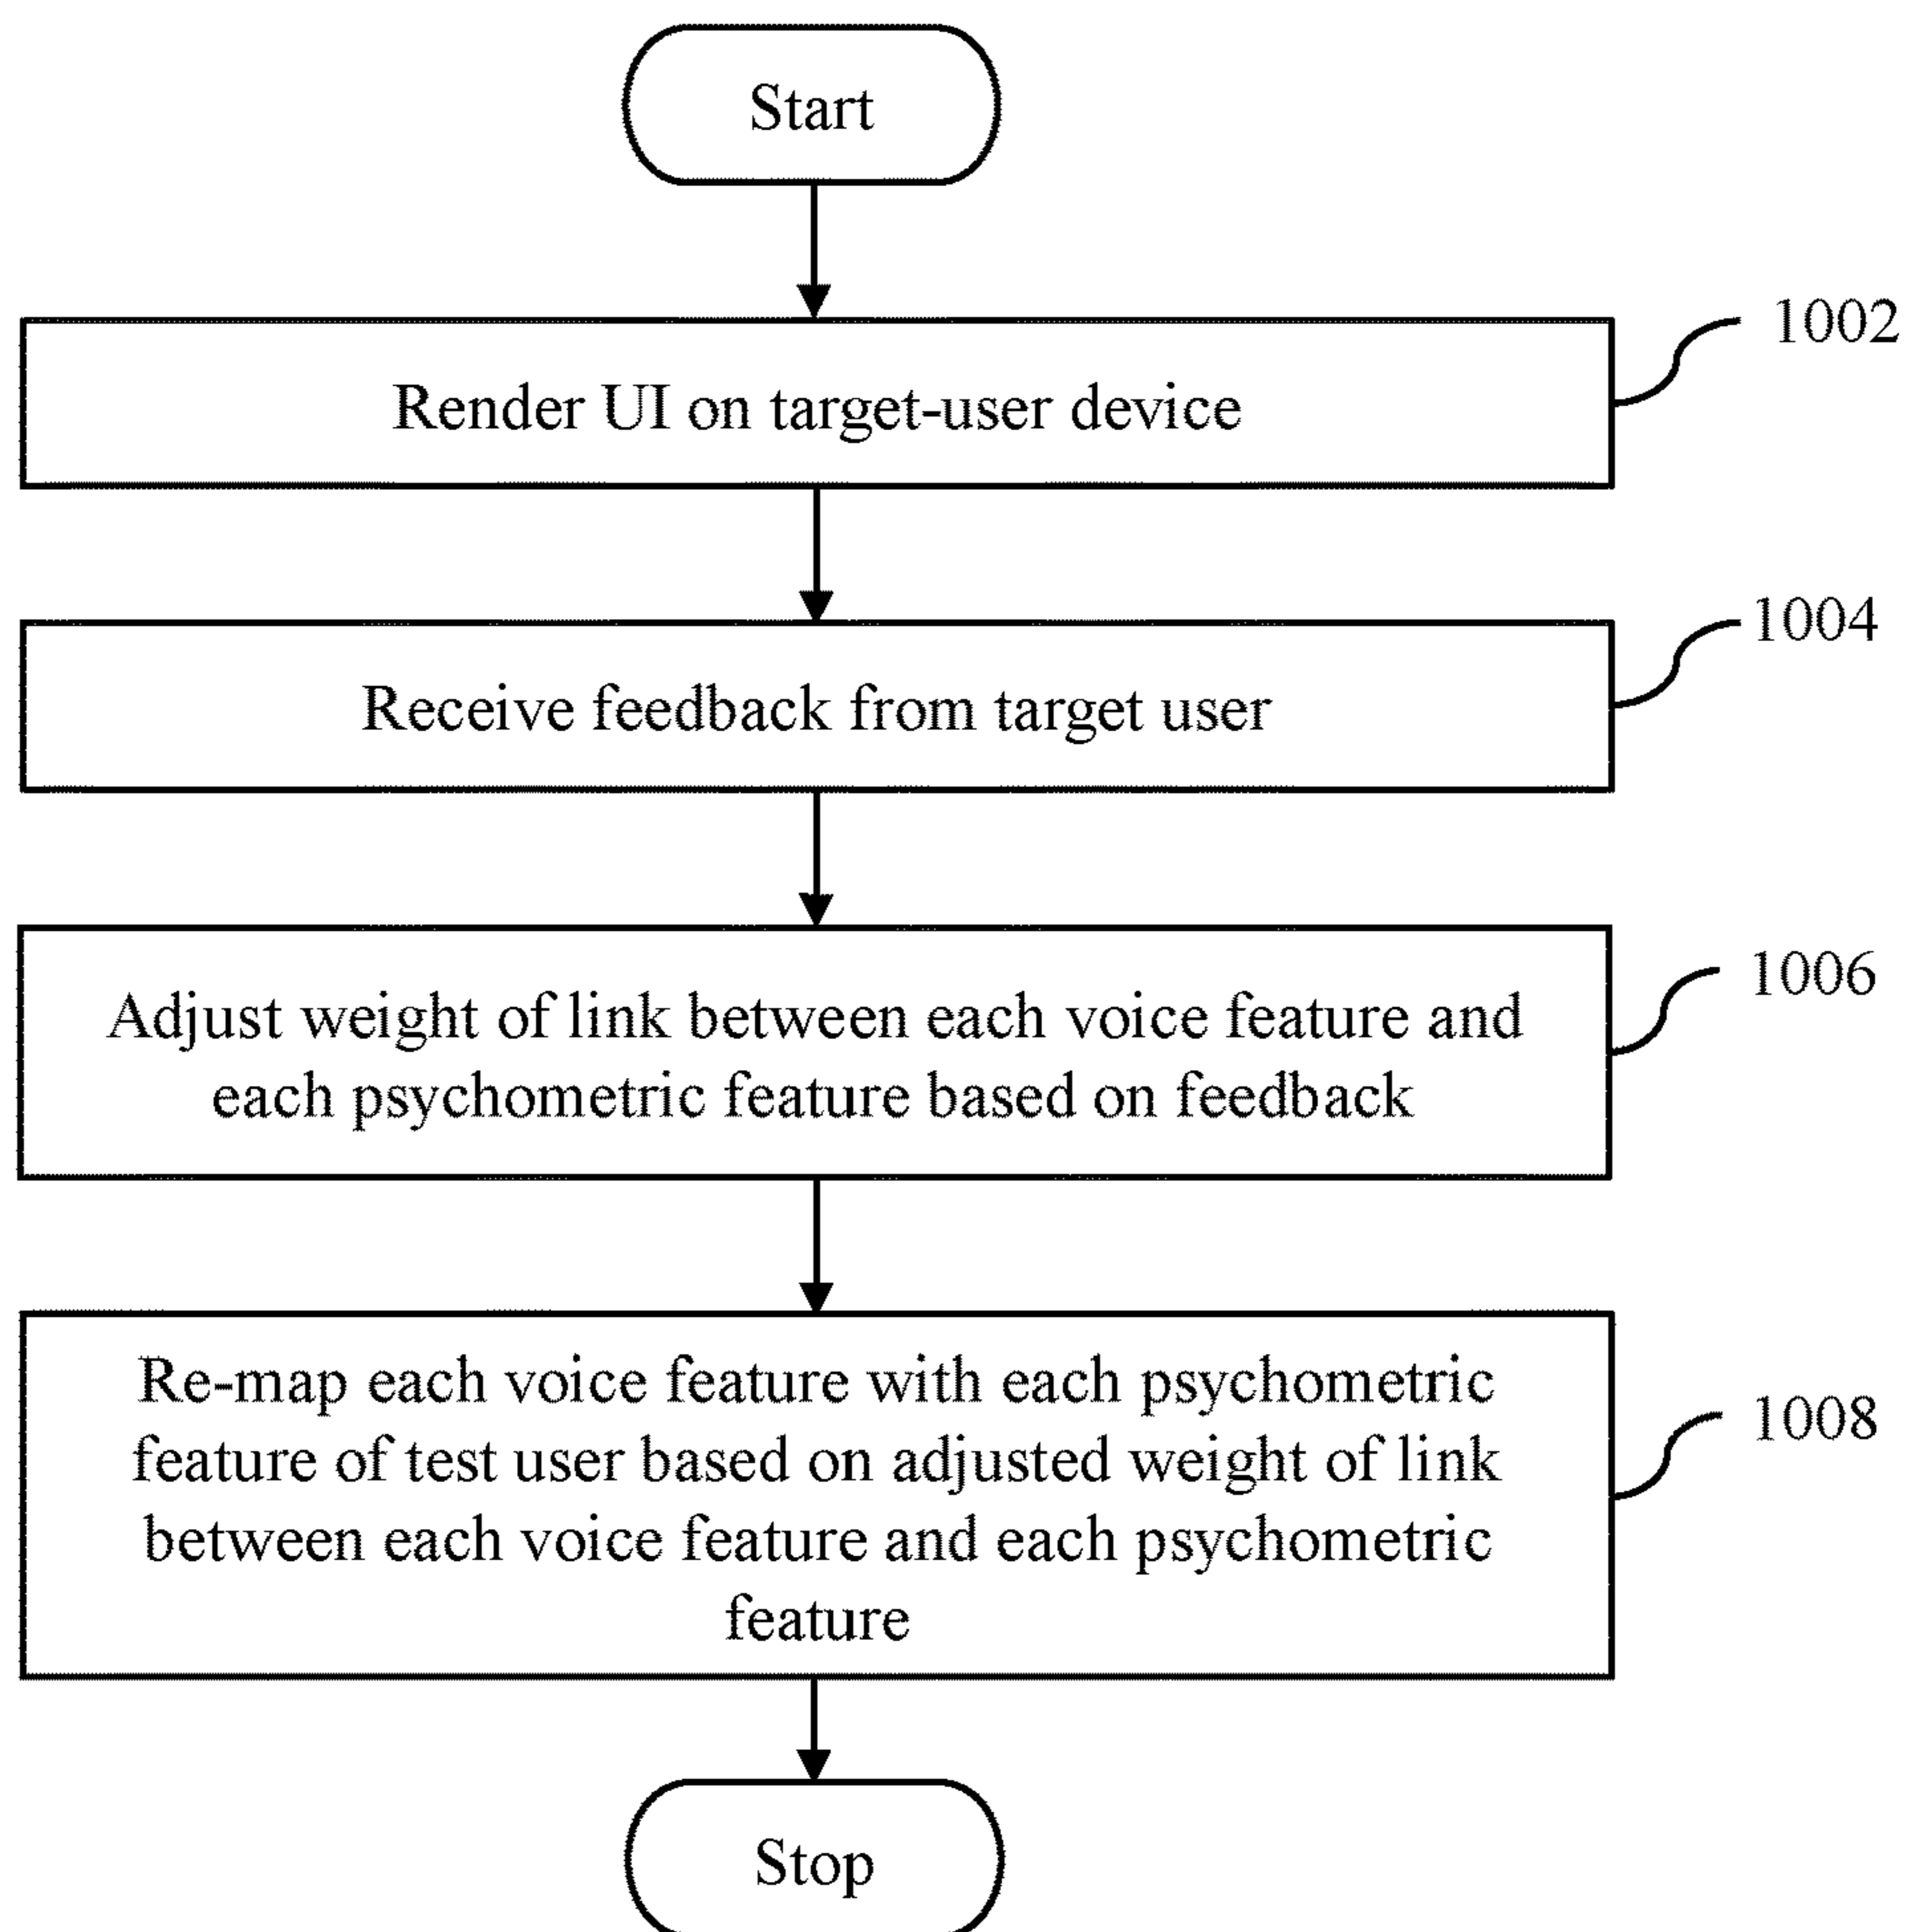 Start
1002
Render UI on target-user device
1004
Receive feedback from target user
1006
Adjust weight of link between each voice feature and
each psychometric feature based on feedback
1008
Re-map each voice feature with each psychometric
feature of test user based on adjusted weight of link
between each voice feature and each psychometric
feature
Stop